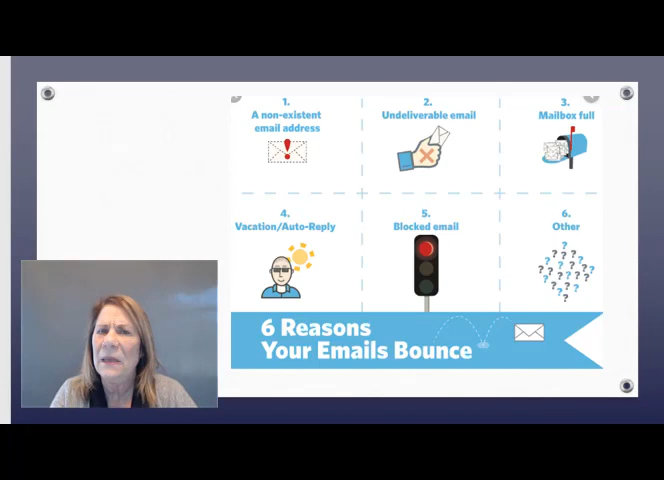 1.
A non-existent
email address
2.
Undeliverable email
3.
Mailbox full
4.
Vacation/Auto-Reply
5.
Blocked email
6.
Other
6 Reasons
Your Emails Bounce